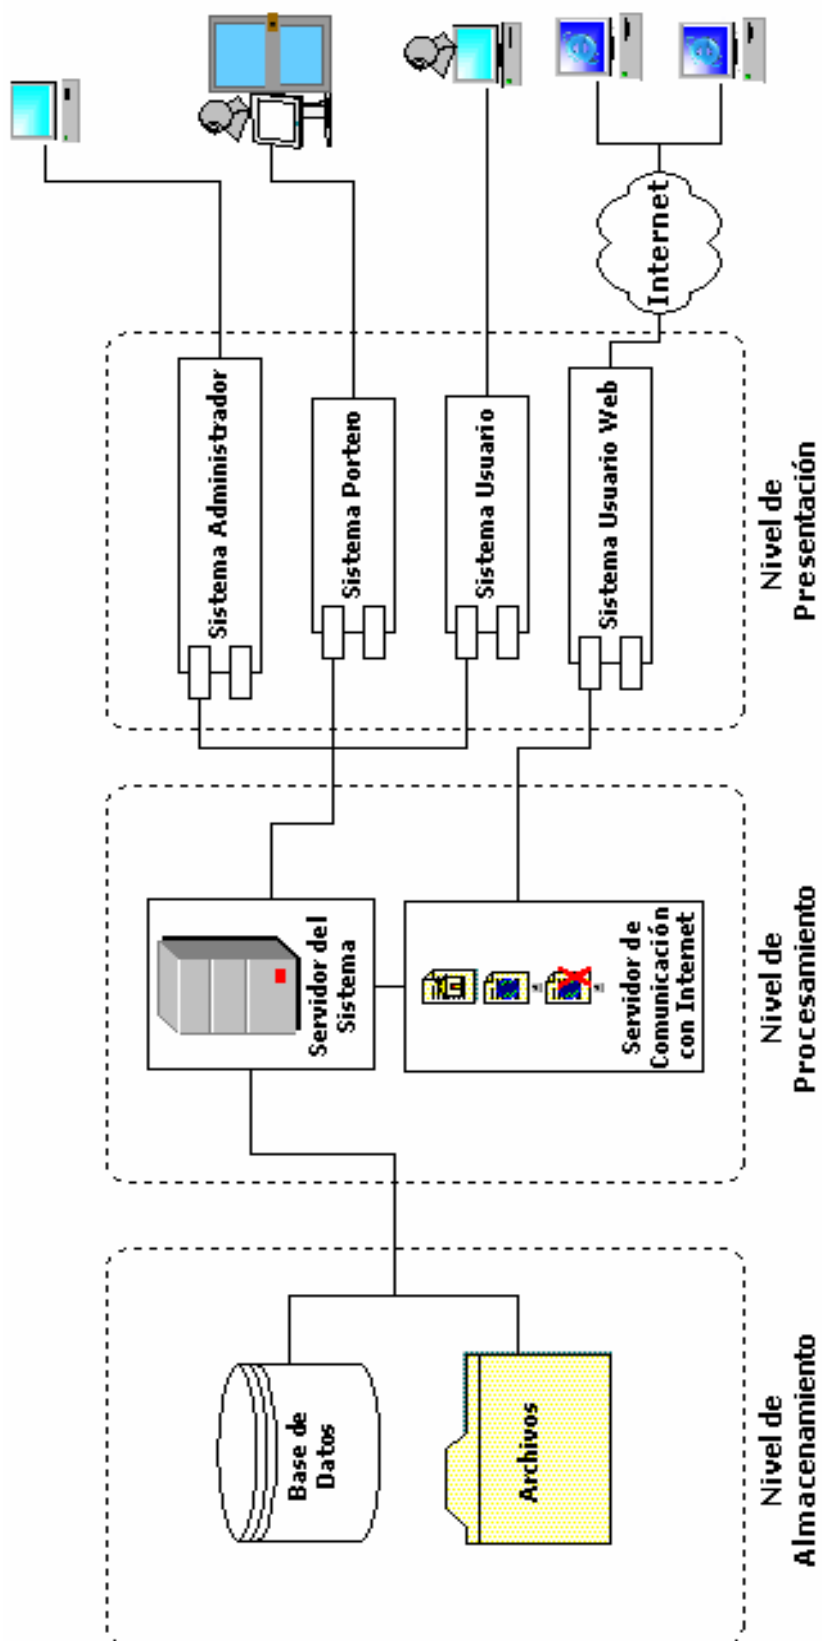 Internet
Sistema Administrador
Sistema Portero
Sistema Usuario
Sistema Usuario Web
Nivel de
Presentación
Servidor del
Sistema
Servidor de
Comunicación
con Internet
Nivel de
Procesamiento
Base de
Datos
Archivos
Nivel de
Almacenamiento